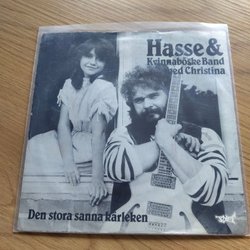 Hasse &
Kvinnaböske Band
med Christina
Den stora sanna kärleken